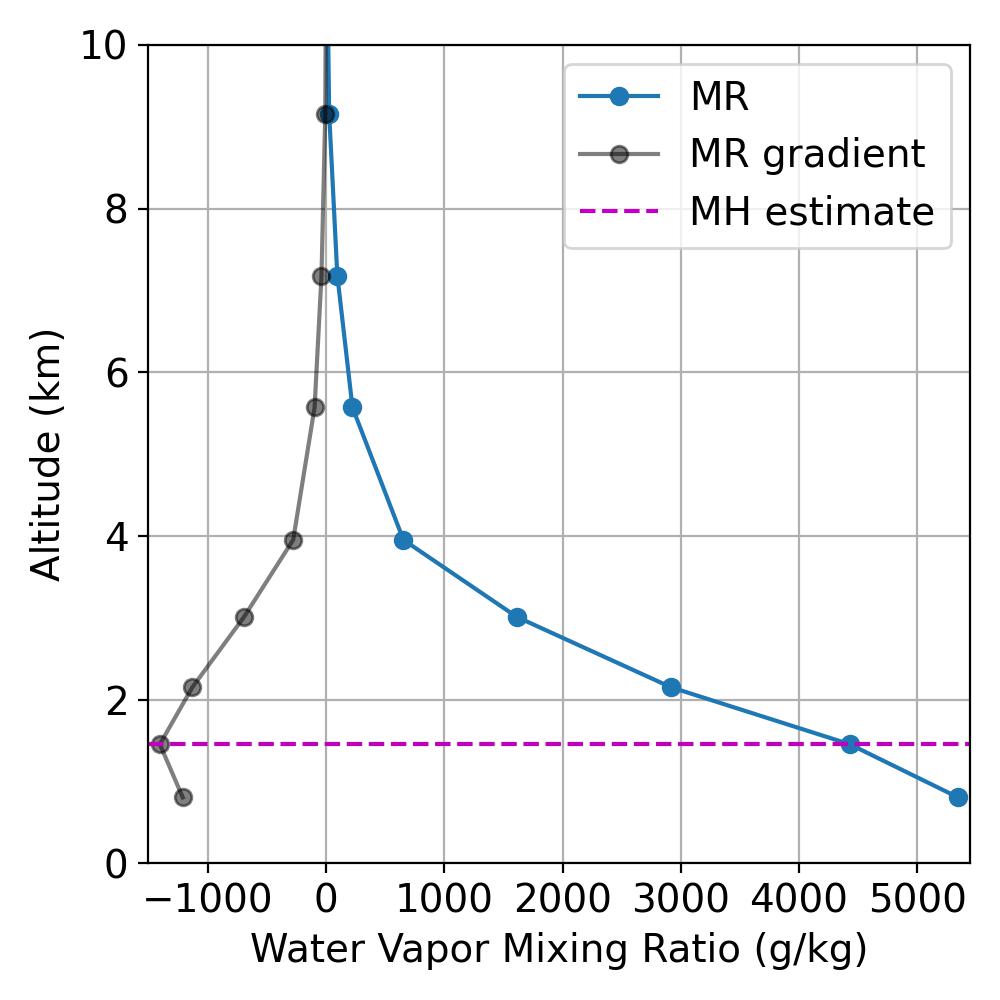 10
8
6
4
2
0
Altitude (km)
MR
MR gradient
MH estimate
−1000 0 1000 2000 3000 4000 5000
Water Vapor Mixing Ratio (g/kg)